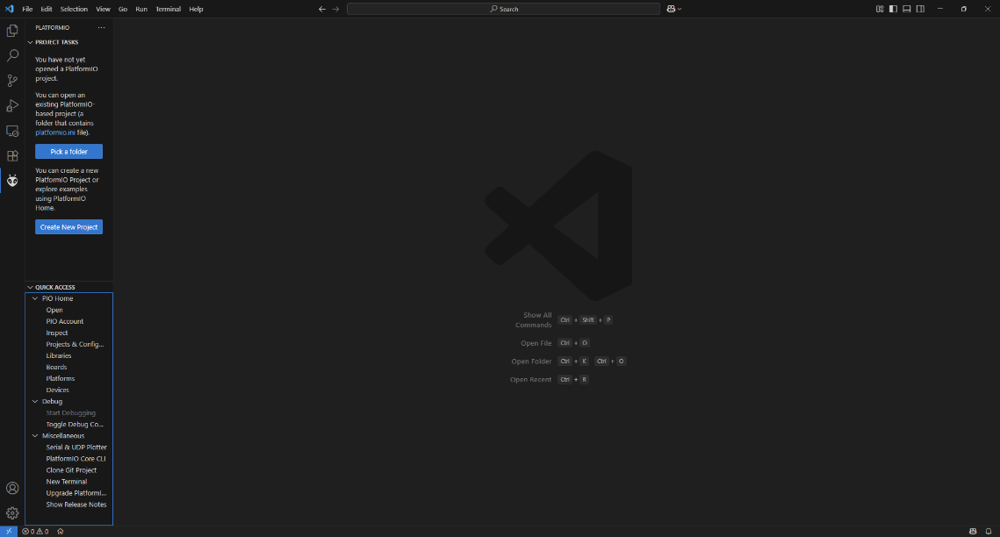 File Edit Selection View Go Run Terminal Help
Search
PLATFORMIO
PROJECT TASKS
You have not yet
opened a PlatformIO
project.
You can open an
existing PlatformIO-
based project (a
folder that contains
platformio.ini file).
Pick a folder
You can create a new
PlatformIO Project or
explore examples
using PlatformIO
Home.
Create New Project
QUICK ACCESS
PIO Home
Open
PIO Account
Inspect
Projects & Config...
Libraries
Boards
Platforms
Devices
Debug
Start Debugging
Toggle Debug Co...
Miscellaneous
Serial & UDP Plotter
PlatformIO Core CLI
Clone Git Project
New Terminal
Upgrade PlatformI...
Show Release Notes
Show All
Commands
Ctrl + Shift + P
Open File Ctrl + O
Open Folder Ctrl + K Ctrl + O
Open Recent Ctrl + R
0 0